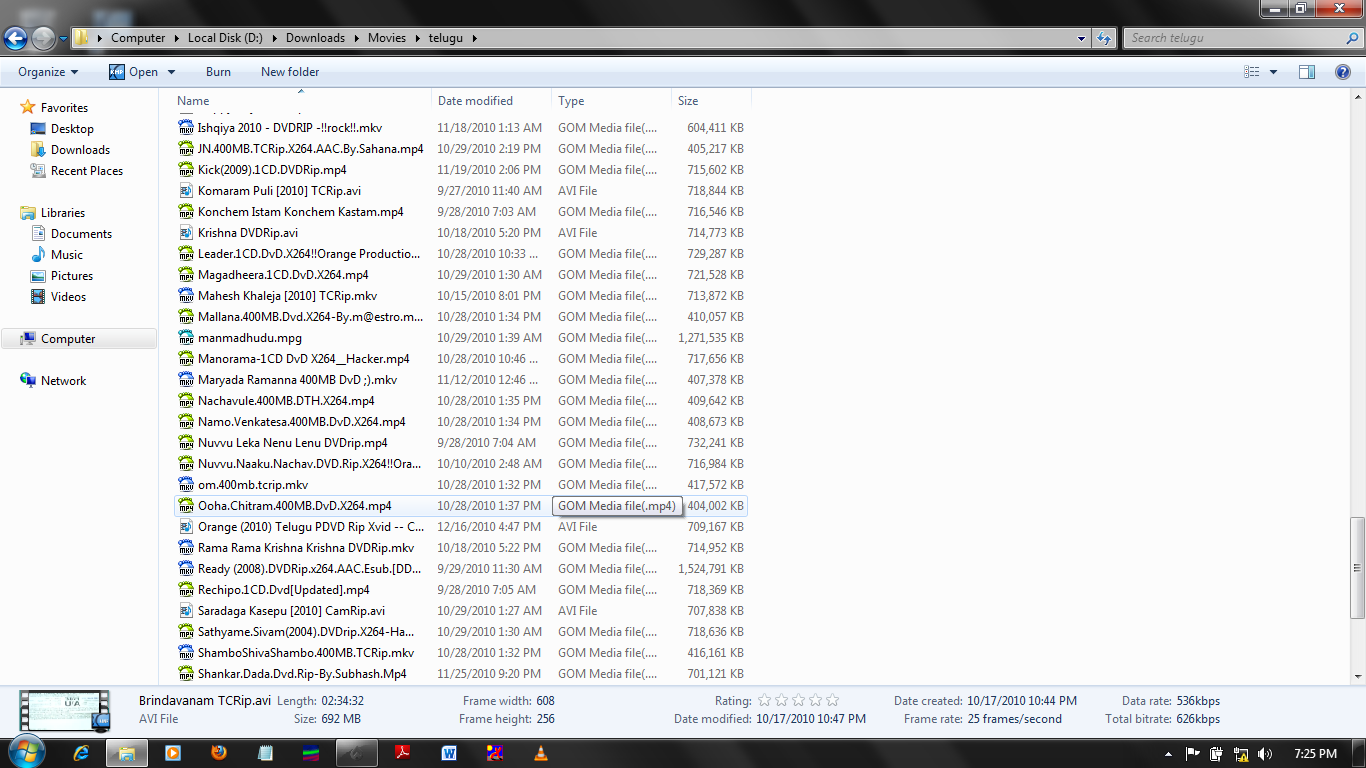 Computer Local Disk (D:) Downloads Movies telugu
Search telugu
Organize Open Burn New folder
Favorites
Desktop
Downloads
Recent Places
Libraries
Documents
Music
Pictures
Videos
Computer
Network
Name Date modified Type Size
Ishqiya 2010 - DVDRIP -!!rock!!.mkv 11/18/2010 1:13 AM GOM Media file(.... 604,411 KB
JN.400MB.TCRip.X264.AAC.By.Sahana.mp4 10/29/2010 2:19 PM GOM Media file(.... 405,217 KB
Kick(2009).1CD.DVDRip.mp4 11/19/2010 2:06 PM GOM Media file(.... 715,602 KB
Komaram Puli [2010] TCRip.avi 9/27/2010 11:40 AM AVI File 718,844 KB
Konchem Istam Konchem Kastam.mp4 9/28/2010 7:03 AM GOM Media file(.... 716,546 KB
Krishna DVDRip.avi 10/18/2010 5:20 PM AVI File 714,773 KB
Leader.1CD.DvD.X264!!Orange Productio... 10/28/2010 10:33 ... GOM Media file(.... 729,287 KB
Magadheera.1CD.DvD.X264.mp4 10/29/2010 1:30 AM GOM Media file(.... 721,528 KB
Mahesh Khaleja [2010] TCRip.mkv 10/15/2010 8:01 PM GOM Media file(.... 713,872 KB
Mallana.400MB.Dvd.X264-By.m@estro.m... 10/28/2010 1:34 PM GOM Media file(.... 410,057 KB
manmadhudu.mpg 10/29/2010 1:39 AM GOM Media file(.... 1,271,535 KB
Manorama-1CD DvD X264__Hacker.mp4 10/28/2010 10:46 ... GOM Media file(.... 717,656 KB
Maryada Ramanna 400MB DvD ;).mkv 11/12/2010 12:46 ... GOM Media file(.... 407,378 KB
Nachavule.400MB.DTH.X264.mp4 10/28/2010 1:35 PM GOM Media file(.... 409,642 KB
Namo.Venkatesa.400MB.DvD.X264.mp4 10/28/2010 1:34 PM GOM Media file(.... 408,673 KB
Nuvvu Leka Nenu Lenu DVDrip.mp4 9/28/2010 7:04 AM GOM Media file(.... 732,241 KB
Nuvvu.Naaku.Nachav.DVD.Rip.X264!!Ora... 10/10/2010 2:48 AM GOM Media file(.... 716,984 KB
om.400mb.tcrip.mkv 10/28/2010 1:32 PM GOM Media file(.... 417,572 KB
Ooha.Chitram.400MB.DvD.X264.mp4 10/28/2010 1:37 PM GOM Media file(.mp4) 404,002 KB
Orange (2010) Telugu PDVD Rip Xvid -- C... 12/16/2010 4:47 PM AVI File 709,167 KB
Rama Rama Krishna Krishna DVDRip.mkv 10/18/2010 5:22 PM GOM Media file(.... 714,952 KB
Ready (2008).DVDRip.x264.AAC.Esub.[DD... 9/29/2010 11:30 AM GOM Media file(.... 1,524,791 KB
Rechipo.1CD.Dvd[Updated].mp4 9/28/2010 7:05 AM GOM Media file(.... 718,369 KB
Saradaga Kasepu [2010] CamRip.avi 10/29/2010 1:27 AM AVI File 707,838 KB
Sathyame.Sivam(2004).DVDrip.X264-Ha... 10/29/2010 1:30 AM GOM Media file(.... 718,636 KB
ShamboShivaShambo.400MB.TCRip.mkv 10/28/2010 1:32 PM GOM Media file(.... 416,161 KB
Shankar.Dada.Dvd.Rip-By.Subhash.Mp4 11/25/2010 9:20 PM GOM Media file(.... 701,121 KB
Brindavanam TCRip.avi Length: 02:34:32 Frame width: 608 Rating: Date created: 10/17/2010 10:44 PM Data rate: 536kbps
AVI File Size: 692 MB Frame height: 256 Date modified: 10/17/2010 10:47 PM Frame rate: 25 frames/second Total bitrate: 626kbps
7:25 PM